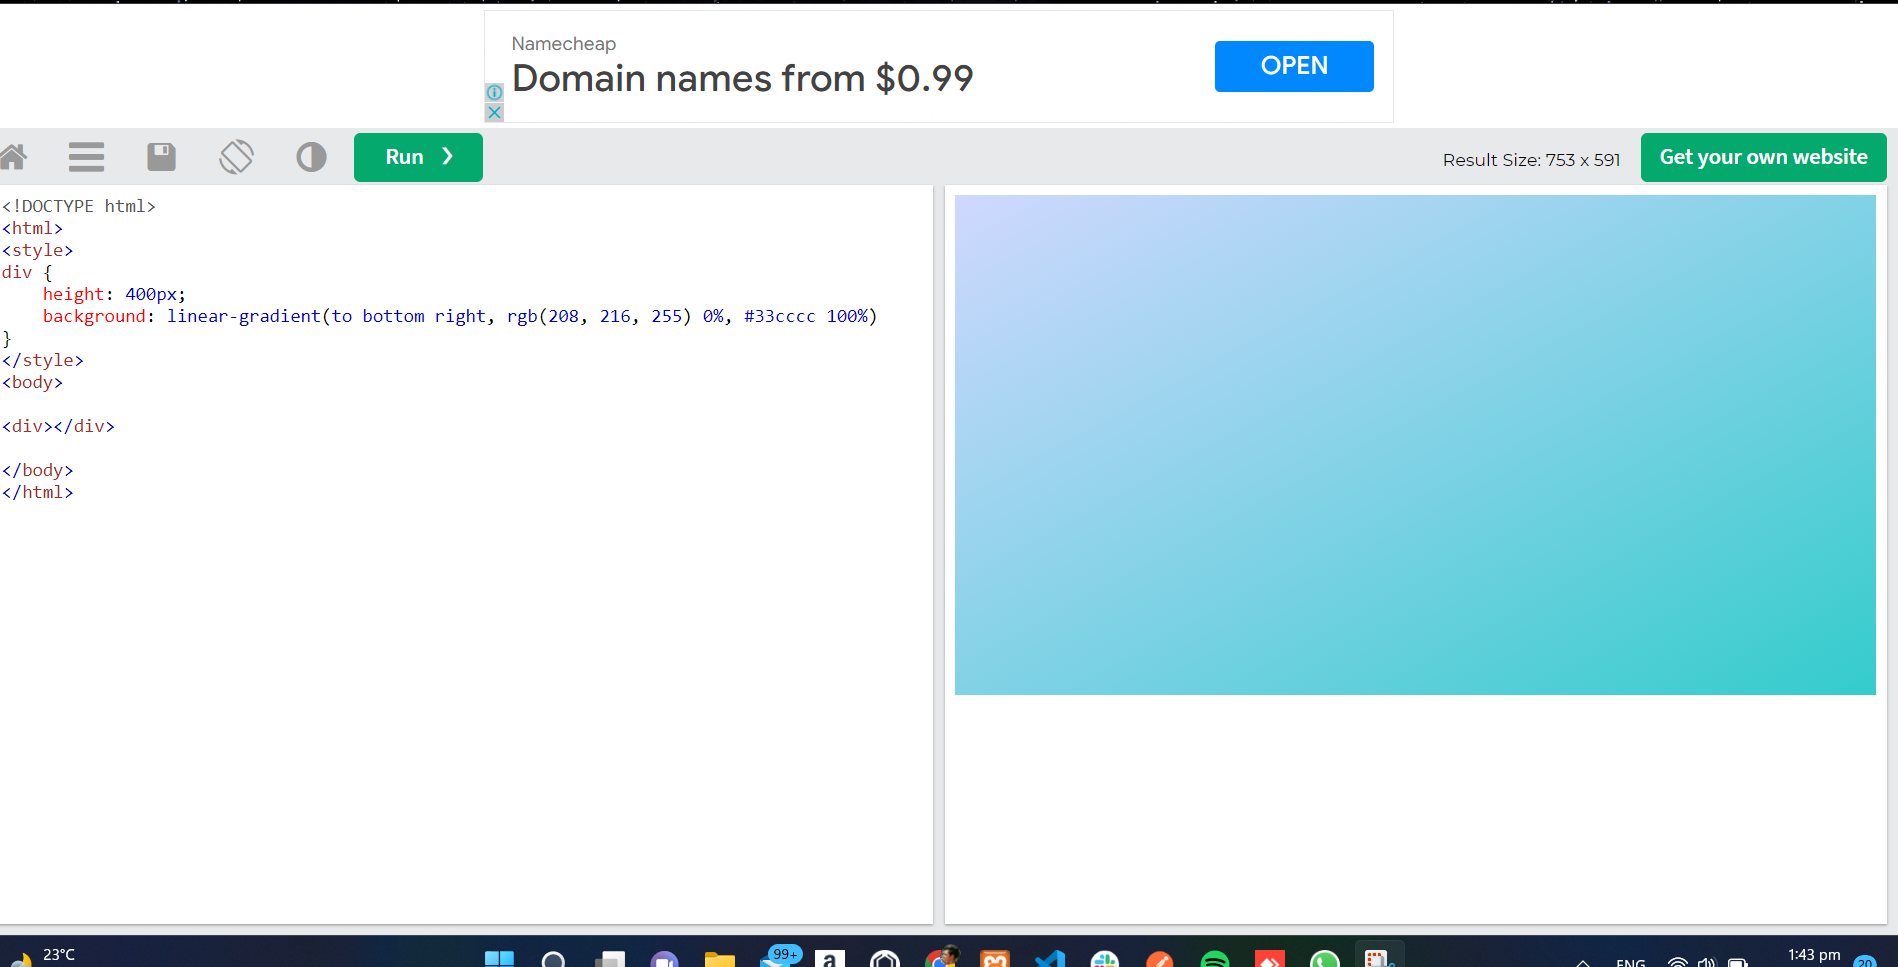 Namecheap
Domain names from $0.99
OPEN
Run ❯
Result Size: 753 x 591
Get your own website
<!DOCTYPE html>
<html>
<style>
div {
    height: 400px;
    background: linear-gradient(to bottom right, rgb(208, 216, 255) 0%, #33cccc 100%)
}
</style>
<body>
<div></div>
</body>
</html>
23°C
99+
a
ENG
1:43 pm
20